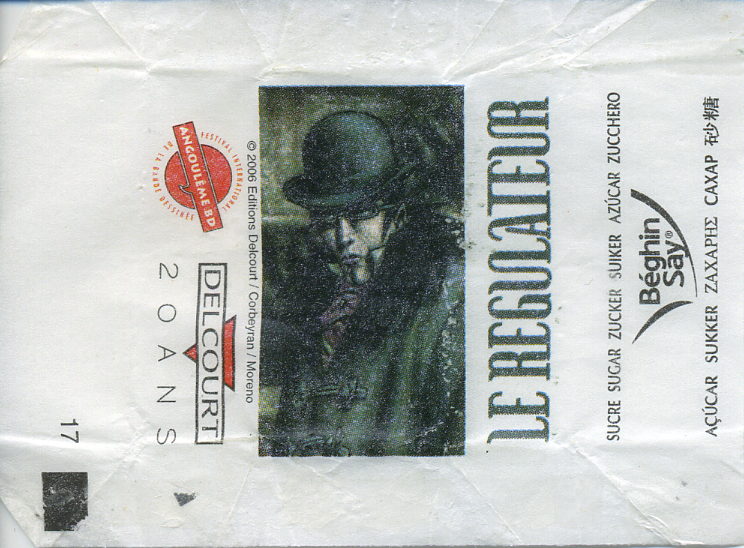 LE REGULATEUR
SUCRE SUGAR ZUCKER SUIKER AZÚCAR ZUCCHERO
Béghin
Say®
AÇÚCAR SUKKER ΖΑΧΑΡΗΣ CAXAP 砂糖
© 2006 Editions Delcourt / Corbeyran / Moreno
FESTIVAL INTERNATIONAL
ANGOULÊME.BD
DE LA BANDE DESSINÉE
DELCOURT
20 ANS
17